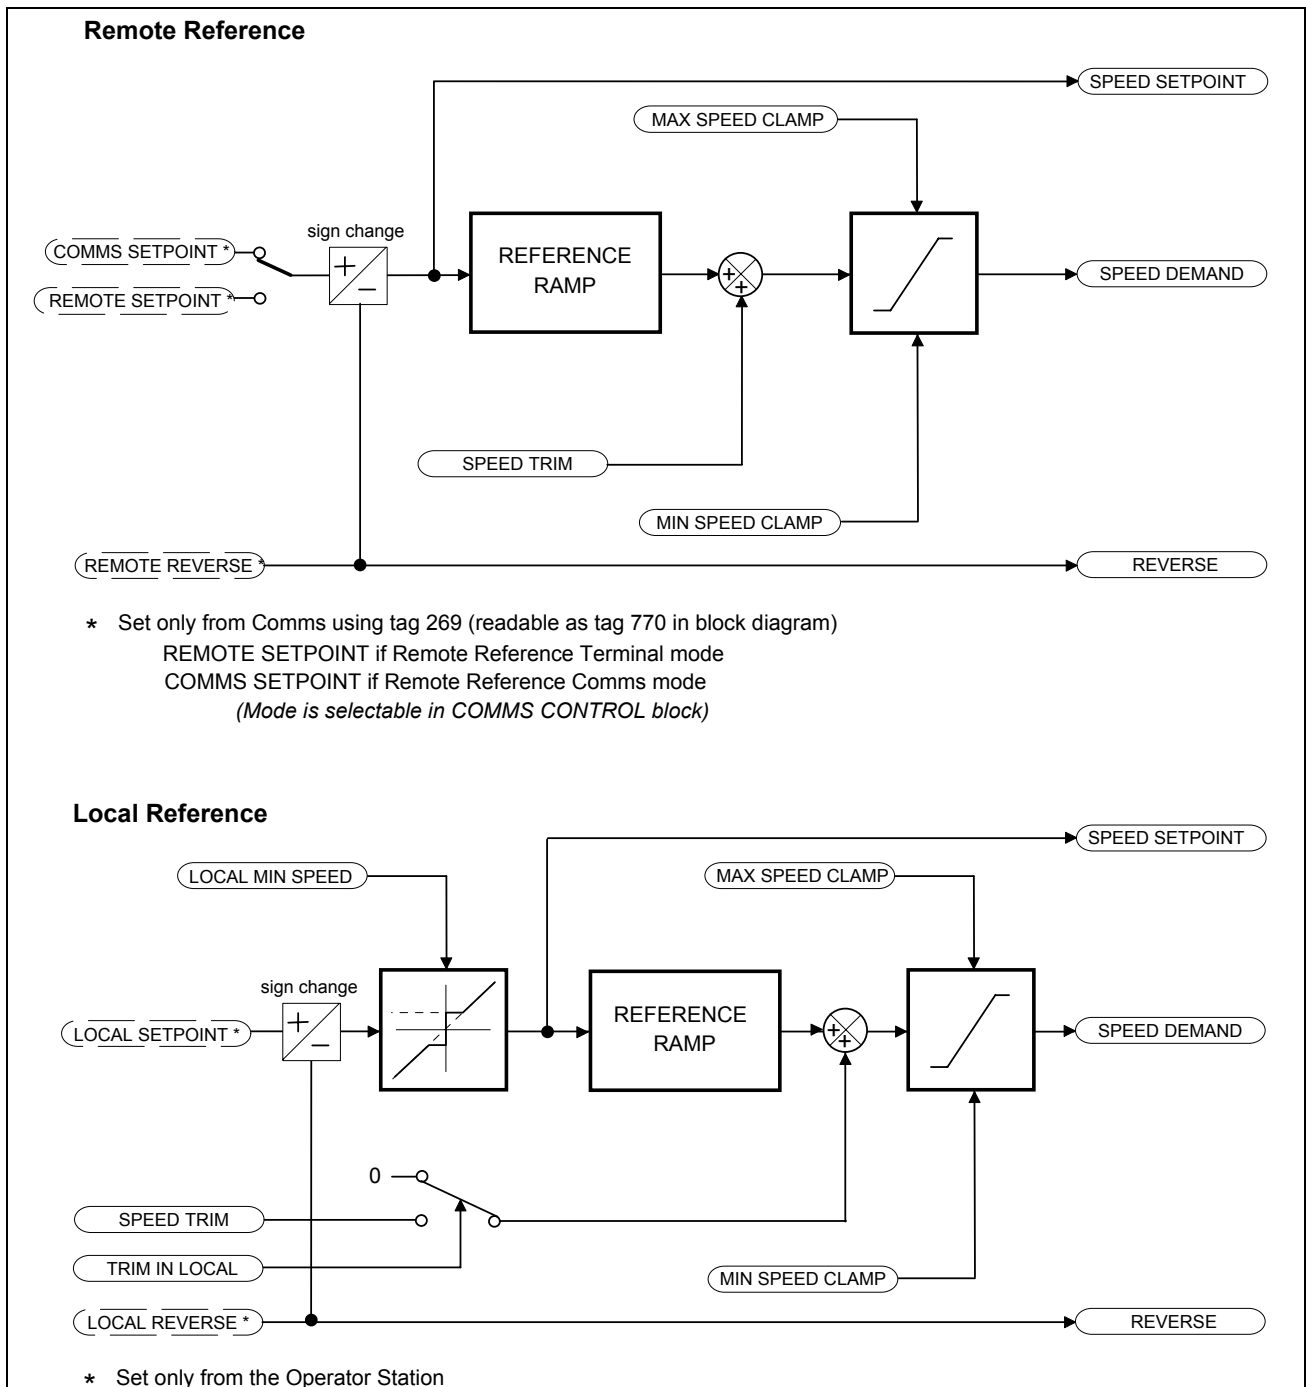 Remote Reference
SPEED SETPOINT
MAX SPEED CLAMP
sign change
COMMS SETPOINT *
REMOTE SETPOINT *
+
−
REFERENCE
RAMP
+
+
SPEED DEMAND
SPEED TRIM
MIN SPEED CLAMP
REMOTE REVERSE *
REVERSE
* Set only from Comms using tag 269 (readable as tag 770 in block diagram)
REMOTE SETPOINT if Remote Reference Terminal mode
COMMS SETPOINT if Remote Reference Comms mode
(Mode is selectable in COMMS CONTROL block)
Local Reference
SPEED SETPOINT
LOCAL MIN SPEED
MAX SPEED CLAMP
sign change
LOCAL SETPOINT *
+
−
REFERENCE
RAMP
+
+
SPEED DEMAND
0
SPEED TRIM
TRIM IN LOCAL
MIN SPEED CLAMP
LOCAL REVERSE *
REVERSE
* Set only from the Operator Station